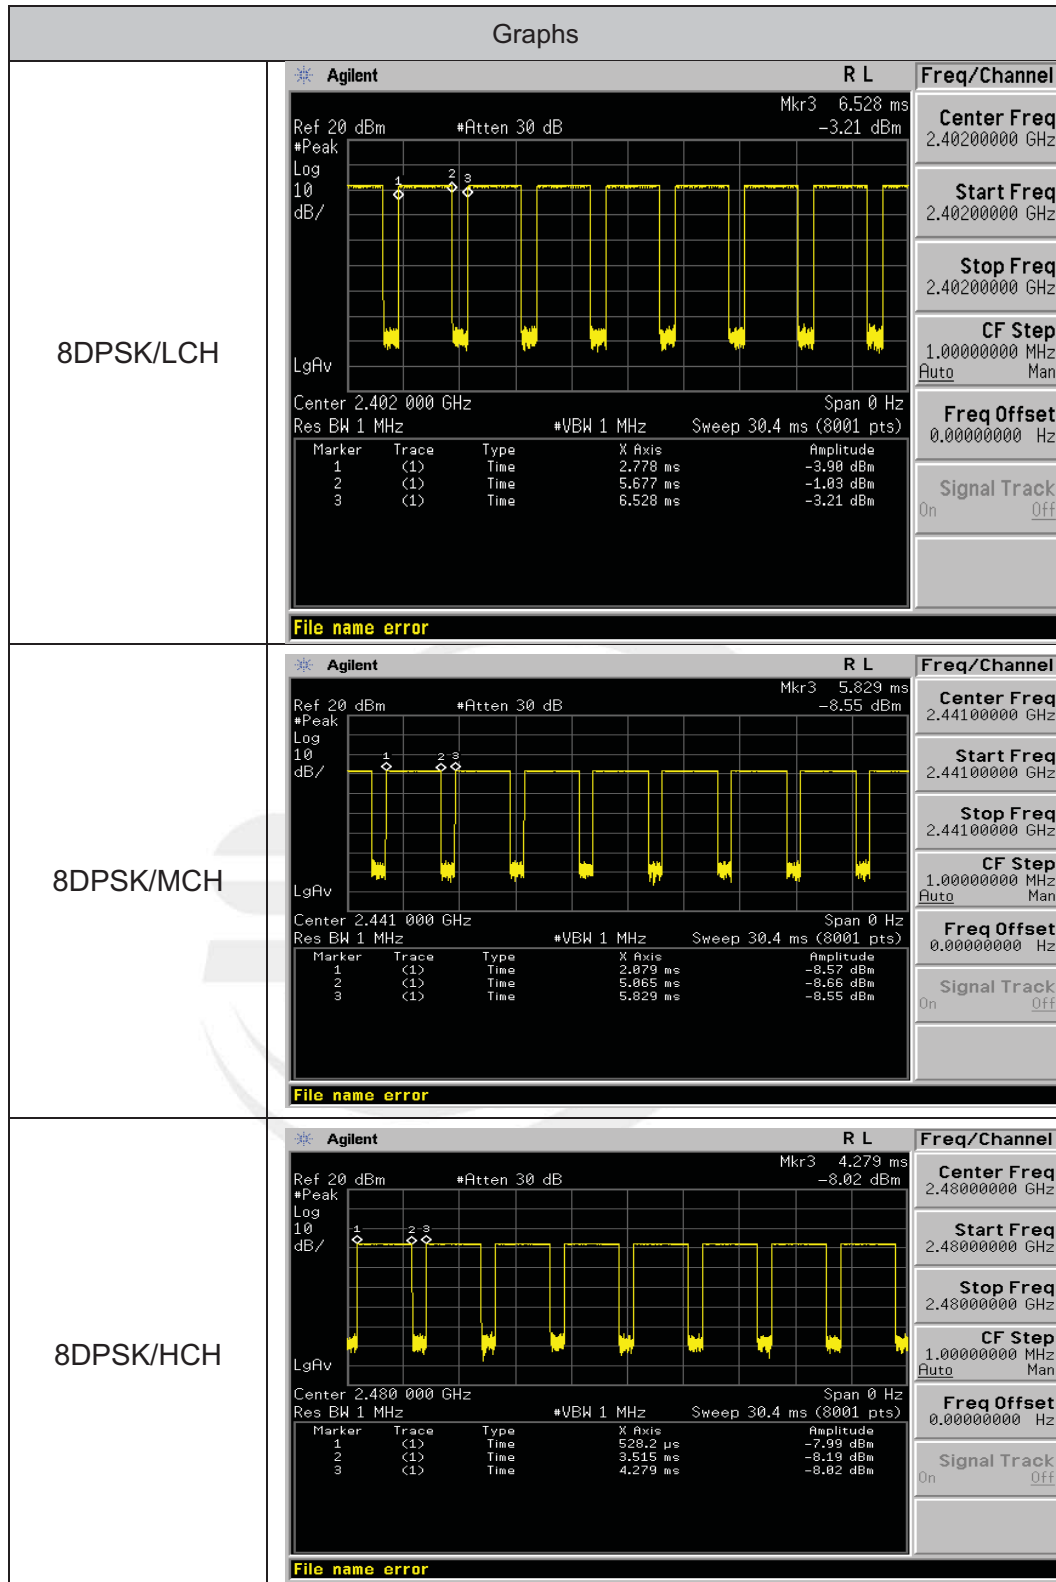 Graphs
8DPSK/LCH
Agilent R L Freq/Channel
Mkr3 6.528 ms
Ref 20 dBm #Atten 30 dB -3.21 dBm
#Peak
Log
10
dB/
1 2 3
LgAv
Center 2.402 000 GHz Span 0 Hz
Res BW 1 MHz #VBW 1 MHz Sweep 30.4 ms (8001 pts)
Marker Trace Type X Axis Amplitude
1 (1) Time 2.778 ms -3.90 dBm
2 (1) Time 5.677 ms -1.03 dBm
3 (1) Time 6.528 ms -3.21 dBm
File name error
Center Freq
2.40200000 GHz
Start Freq
2.40200000 GHz
Stop Freq
2.40200000 GHz
CF Step
1.00000000 MHz
Auto Man
Freq Offset
0.00000000 Hz
Signal Track
On Off
8DPSK/MCH
Agilent R L Freq/Channel
Mkr3 5.829 ms
Ref 20 dBm #Atten 30 dB -8.55 dBm
#Peak
Log
10
dB/
1 2 3
LgAv
Center 2.441 000 GHz Span 0 Hz
Res BW 1 MHz #VBW 1 MHz Sweep 30.4 ms (8001 pts)
Marker Trace Type X Axis Amplitude
1 (1) Time 2.079 ms -8.57 dBm
2 (1) Time 5.065 ms -8.66 dBm
3 (1) Time 5.829 ms -8.55 dBm
File name error
Center Freq
2.44100000 GHz
Start Freq
2.44100000 GHz
Stop Freq
2.44100000 GHz
CF Step
1.00000000 MHz
Auto Man
Freq Offset
0.00000000 Hz
Signal Track
On Off
8DPSK/HCH
Agilent R L Freq/Channel
Mkr3 4.279 ms
Ref 20 dBm #Atten 30 dB -8.02 dBm
#Peak
Log
10
dB/
1 2 3
LgAv
Center 2.480 000 GHz Span 0 Hz
Res BW 1 MHz #VBW 1 MHz Sweep 30.4 ms (8001 pts)
Marker Trace Type X Axis Amplitude
1 (1) Time 528.2 µs -7.99 dBm
2 (1) Time 3.515 ms -8.19 dBm
3 (1) Time 4.279 ms -8.02 dBm
File name error
Center Freq
2.48000000 GHz
Start Freq
2.48000000 GHz
Stop Freq
2.48000000 GHz
CF Step
1.00000000 MHz
Auto Man
Freq Offset
0.00000000 Hz
Signal Track
On Off